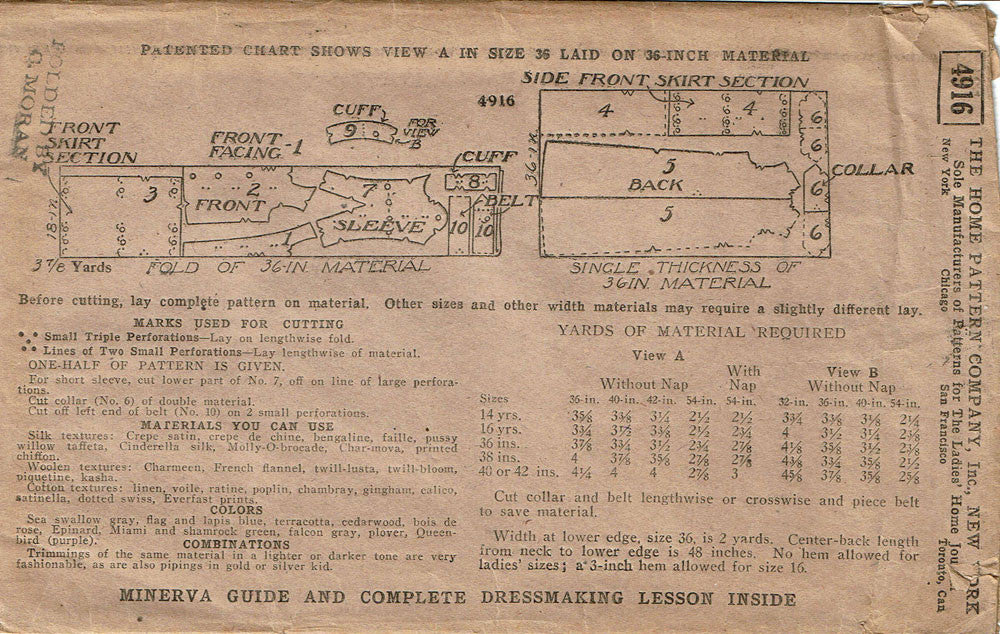 PATENTED CHART SHOWS VIEW A IN SIZE 36 LAID ON 36-INCH MATERIAL
FOLDED BY
C. MORAN
4916
FRONT
SKIRT
SECTION
FRONT
FACING-1
CUFF
9
FOR
VIEW
B
CUFF
3
2
FRONT
7
SLEEVE
8
BELT
10
10
1
18-IN.
3 7/8 Yards
FOLD OF 36-IN. MATERIAL
SIDE FRONT SKIRT SECTION
4
4
6
6
6
6
COLLAR
36-IN.
5
BACK
5
SINGLE THICKNESS OF
36IN. MATERIAL
Before cutting, lay complete pattern on material. Other sizes and other width materials may require a slightly different lay.
MARKS USED FOR CUTTING
Small Triple Perforations—Lay on lengthwise fold.
Lines of Two Small Perforations—Lay lengthwise of material.
ONE-HALF OF PATTERN IS GIVEN.
For short sleeve, cut lower part of No. 7, off on line of large perfora-
tions.
Cut collar (No. 6) of double material.
Cut off left end of belt (No. 10) on 2 small perforations.
MATERIALS YOU CAN USE
Silk textures: Crepe satin, crepe de chine, bengaline, faille, pussy
willow taffeta, Cinderella silk, Molly-O-brocade, Char-mova, printed
chiffon.
Woolen textures: Charmeen, French flannel, twill-lusta, twill-bloom,
piquetine, kasha.
Cotton textures: linen, voile, ratine, poplin, chambray, gingham, calico,
satinella, dotted swiss, Everfast prints.
COLORS
Sea swallow gray, flag and lapis blue, terracotta, cedarwood, bois de
rose, Epinard, Miami and shamrock green, falcon gray, plover, Queen-
bird (purple).
COMBINATIONS
Trimmings of the same material in a lighter or darker tone are very
fashionable, as are also pipings in gold or silver kid.
YARDS OF MATERIAL REQUIRED
View A
With
View B
Without Nap
Nap
Without Nap
Sizes 36-in. 40-in. 42-in. 54-in. 54-in. 32-in. 36-in. 40-in. 54-in.
14 yrs. 3 5/8 3 3/8 3 1/4 2 1/2 2 1/2 3 3/4 3 3/8 3 1/8 2 1/4
16 yrs. 3 3/4 3 1/2 3 3/8 2 5/8 2 3/4 4 3 1/2 3 1/4 2 3/8
36 ins. 3 7/8 3 3/4 3 1/2 2 3/4 2 7/8 4 1/8 3 5/8 3 1/2 2 3/8
38 ins. 4 3 7/8 3 5/8 2 7/8 2 7/8 4 3/8 3 3/4 3 5/8 2 1/2
40 or 42 ins. 4 1/4 4 4 2 7/8 3 4 5/8 3 7/8 3 5/8 2 5/8
Cut collar and belt lengthwise or crosswise and piece belt
to save material.
Width at lower edge, size 36, is 2 yards. Center-back length
from neck to lower edge is 48 inches. No hem allowed for
ladies' sizes; a 3-inch hem allowed for size 16.
MINERVA GUIDE AND COMPLETE DRESSMAKING LESSON INSIDE
4916
THE HOME PATTERN COMPANY, Inc., NEW YORK
Sole Manufacturers of Patterns for The Ladies' Home Jou
New York Chicago San Francisco Toronto, Can